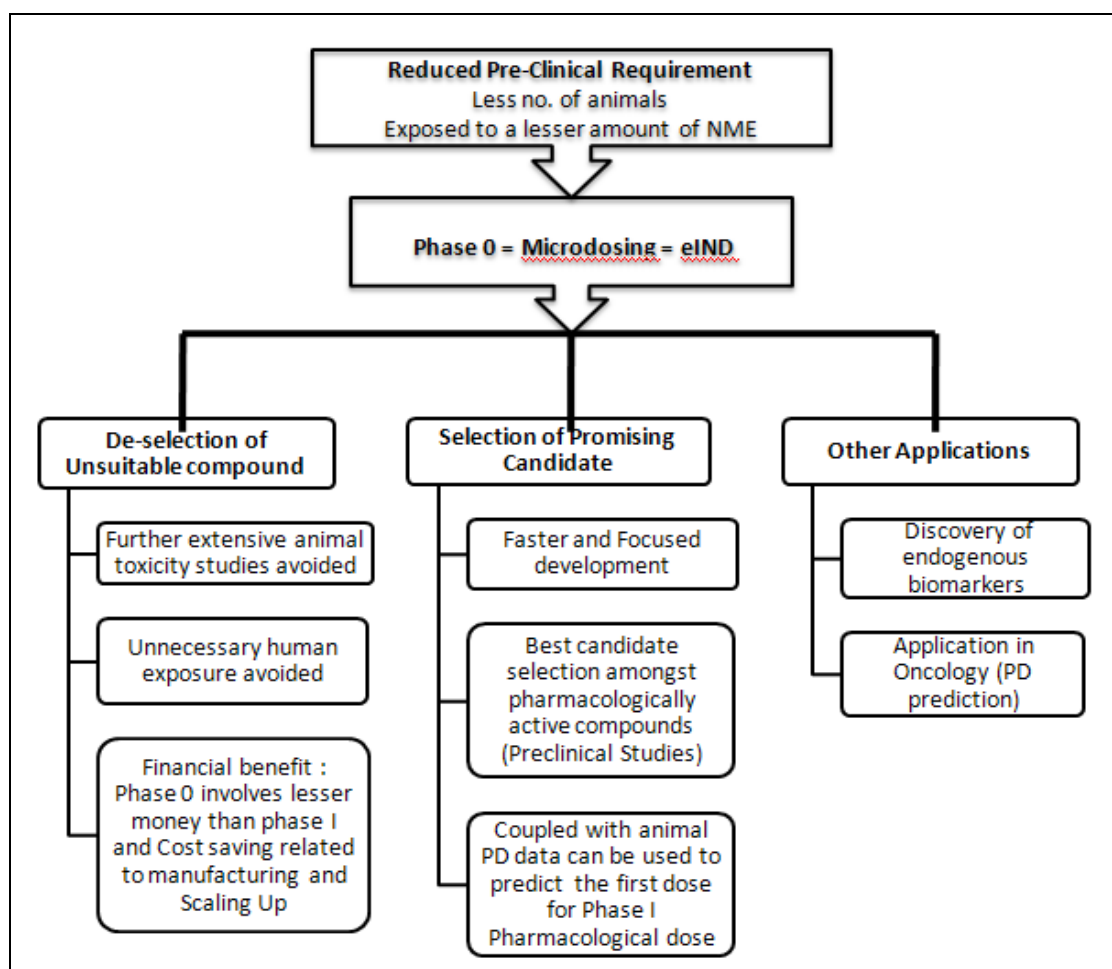 Reduced Pre-Clinical Requirement
Less no. of animals
Exposed to a lesser amount of NME
Phase 0 = Microdosing = eIND
De-selection of
Unsuitable compound
Further extensive animal
toxicity studies avoided
Unnecessary human
exposure avoided
Financial benefit :
Phase 0 involves lesser
money than phase I
and Cost saving related
to manufacturing and
Scaling Up
Selection of Promising
Candidate
Faster and Focused
development
Best candidate
selection amongst
pharmacologically
active compounds
(Preclinical Studies)
Coupled with animal
PD data can be used to
predict the first dose
for Phase I
Pharmacological dose
Other Applications
Discovery of
endogenous
biomarkers
Application in
Oncology (PD
prediction)